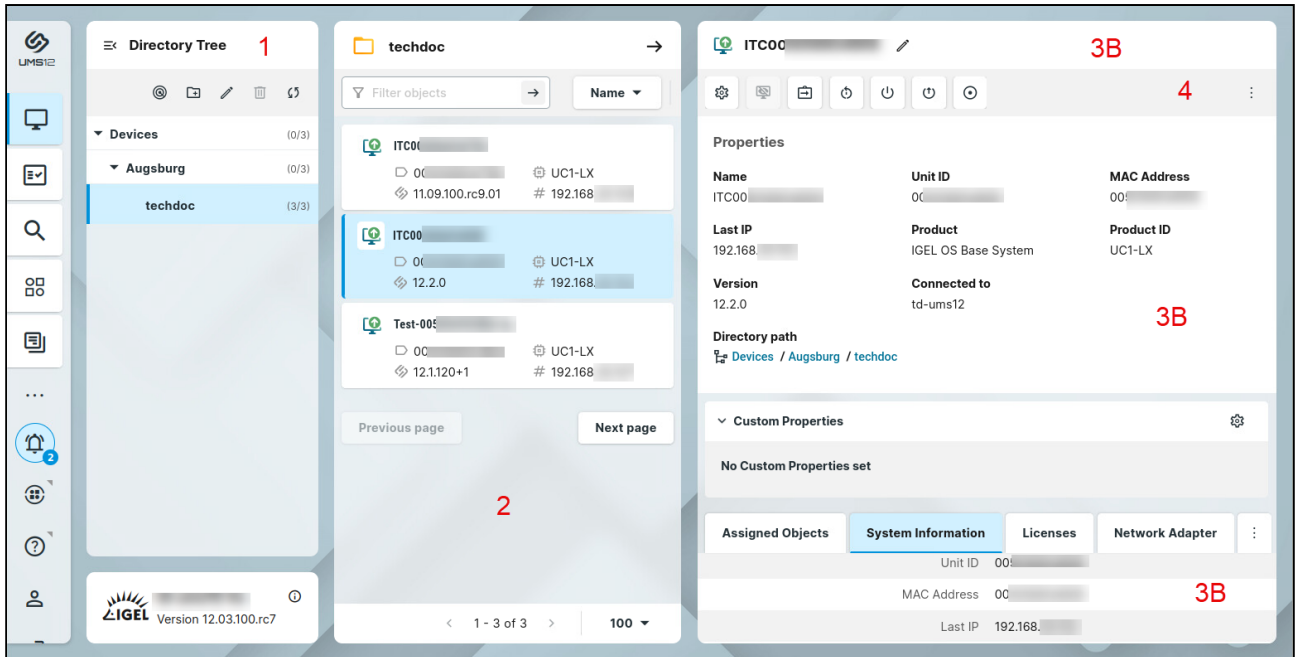 UMS12
Directory Tree 1
Devices (0/3)
Augsburg (0/3)
techdoc (3/3)
IGEL Version 12.03.100.rc7
techdoc
Filter objects Name
ITC00
00 UC1-LX
11.09.100.rc9.01 # 192.168
ITC00
00 UC1-LX
12.2.0 # 192.168.
Test-005
00 UC1-LX
12.1.120+1 # 192.168
Previous page Next page
2
1 - 3 of 3 100
ITC00 3B
4
Properties
Name Unit ID MAC Address
ITC00 00 005
Last IP Product Product ID
192.168. IGEL OS Base System UC1-LX
Version Connected to
12.2.0 td-ums12
3B
Directory path
Devices / Augsburg / techdoc
Custom Properties
No Custom Properties set
Assigned Objects System Information Licenses Network Adapter
Unit ID 005
MAC Address 00 3B
Last IP 192.168.
2